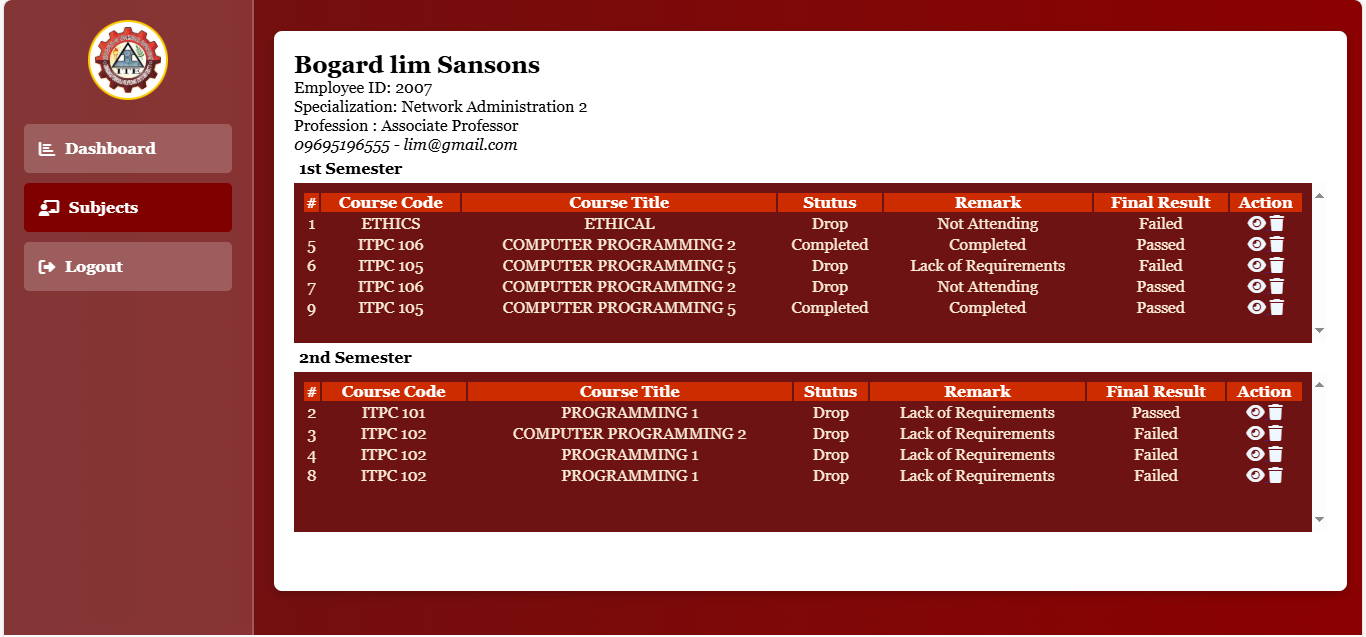 ITE
Dashboard
Subjects
Logout
Bogard lim Sansons
Employee ID: 2007
Specialization: Network Administration 2
Profession : Associate Professor
09695196555 - lim@gmail.com
1st Semester
# Course Code Course Title Stutus Remark Final Result Action
1 ETHICS ETHICAL Drop Not Attending Failed
5 ITPC 106 COMPUTER PROGRAMMING 2 Completed Completed Passed
6 ITPC 105 COMPUTER PROGRAMMING 5 Drop Lack of Requirements Failed
7 ITPC 106 COMPUTER PROGRAMMING 2 Drop Not Attending Passed
9 ITPC 105 COMPUTER PROGRAMMING 5 Completed Completed Passed
2nd Semester
# Course Code Course Title Stutus Remark Final Result Action
2 ITPC 101 PROGRAMMING 1 Drop Lack of Requirements Passed
3 ITPC 102 COMPUTER PROGRAMMING 2 Drop Lack of Requirements Failed
4 ITPC 102 PROGRAMMING 1 Drop Lack of Requirements Failed
8 ITPC 102 PROGRAMMING 1 Drop Lack of Requirements Failed